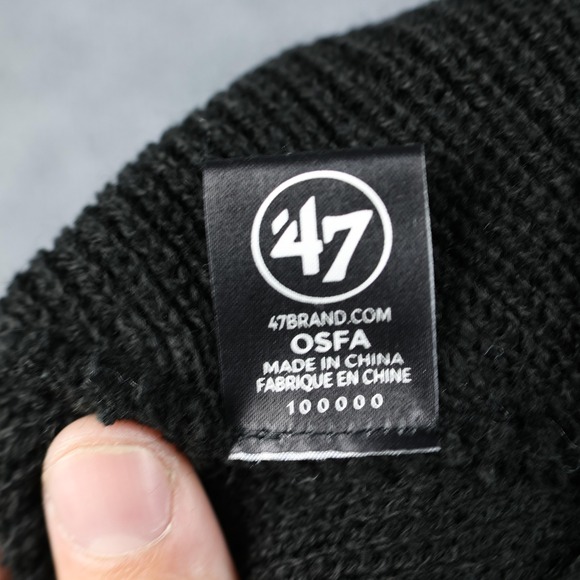 '47
47BRAND.COM
OSFA
MADE IN CHINA
FABRIQUE EN CHINE
100000